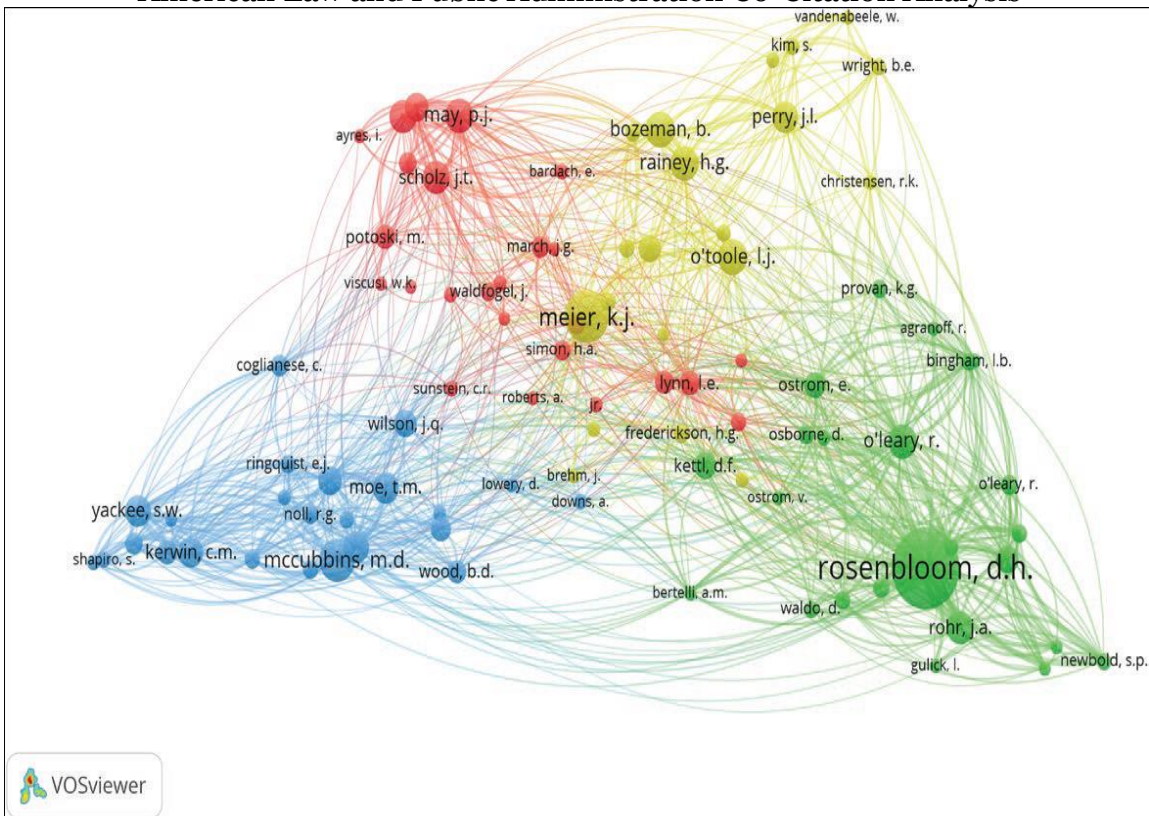 American Law and Public Administration Co-Citation Analysis
vandenabeele, w.
kim, s.
wright, b.e.
may, p.j.
perry, j.l.
bozeman, b.
ayres, i.
rainey, h.g.
bardach, e.
scholz, j.t.
christensen, r.k.
potoski, m.
march, j.g.
o'toole, l.j.
viscusi, w.k.
waldfogel, j.
provan, k.g.
meier, k.j.
agranoff, r.
simon, h.a.
bingham, l.b.
coglianese, c.
sunstein, c.r.
roberts, a.
lynn, l.e.
ostrom, e.
jr.
wilson, j.q.
frederickson, h.g.
osborne, d.
o'leary, r.
ringquist, e.j.
kettl, d.f.
brehm, j.
moe, t.m.
lowery, d.
o'leary, r.
downs, a.
ostrom, v.
yackee, s.w.
noll, r.g.
shapiro, s.
kerwin, c.m.
mccubbins, m.d.
wood, b.d.
rosenbloom, d.h.
bertelli, a.m.
waldo, d.
rohr, j.a.
gulick, l.
newbold, s.p.
VOSviewer